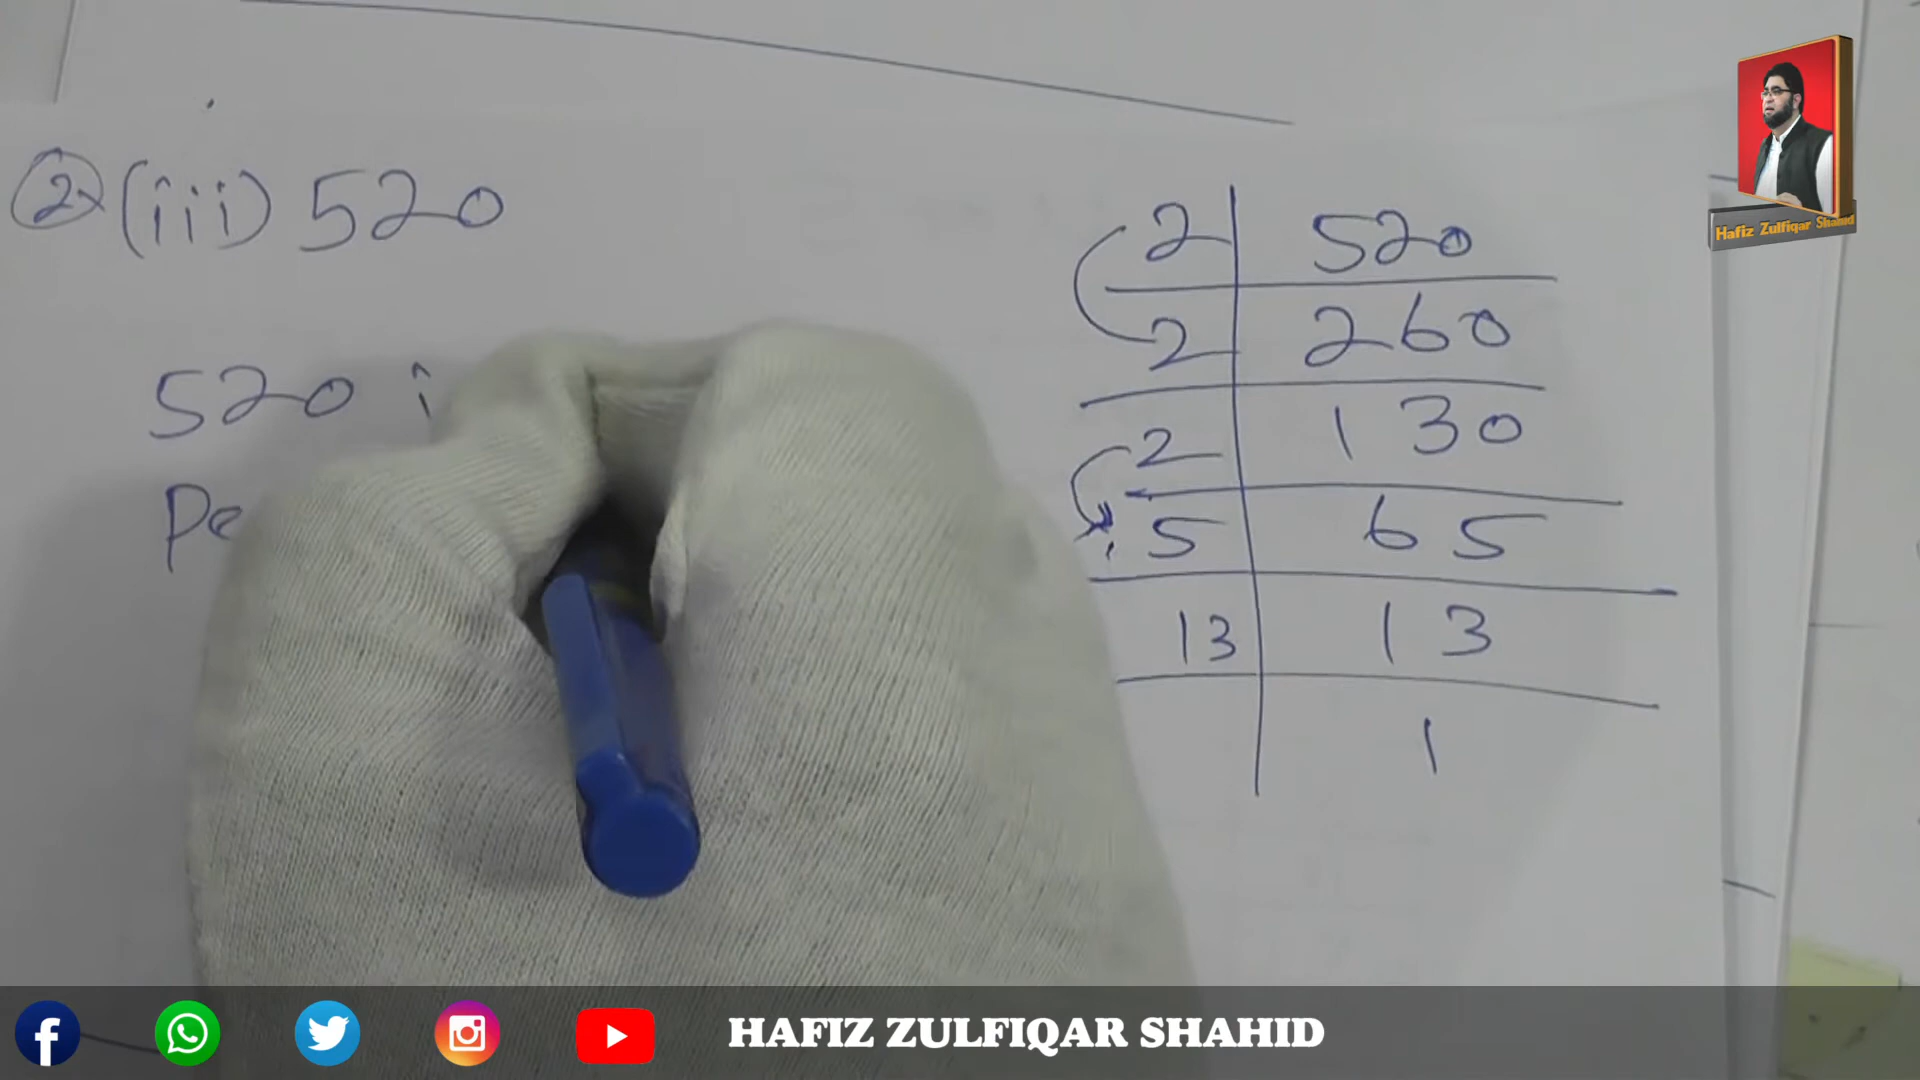 ② (iii) 520
520 i
Pe
2 | 520
2 | 260
2 | 130
5 | 65
13 | 13
1
Hafiz Zulfiqar Shahid
HAFIZ ZULFIQAR SHAHID